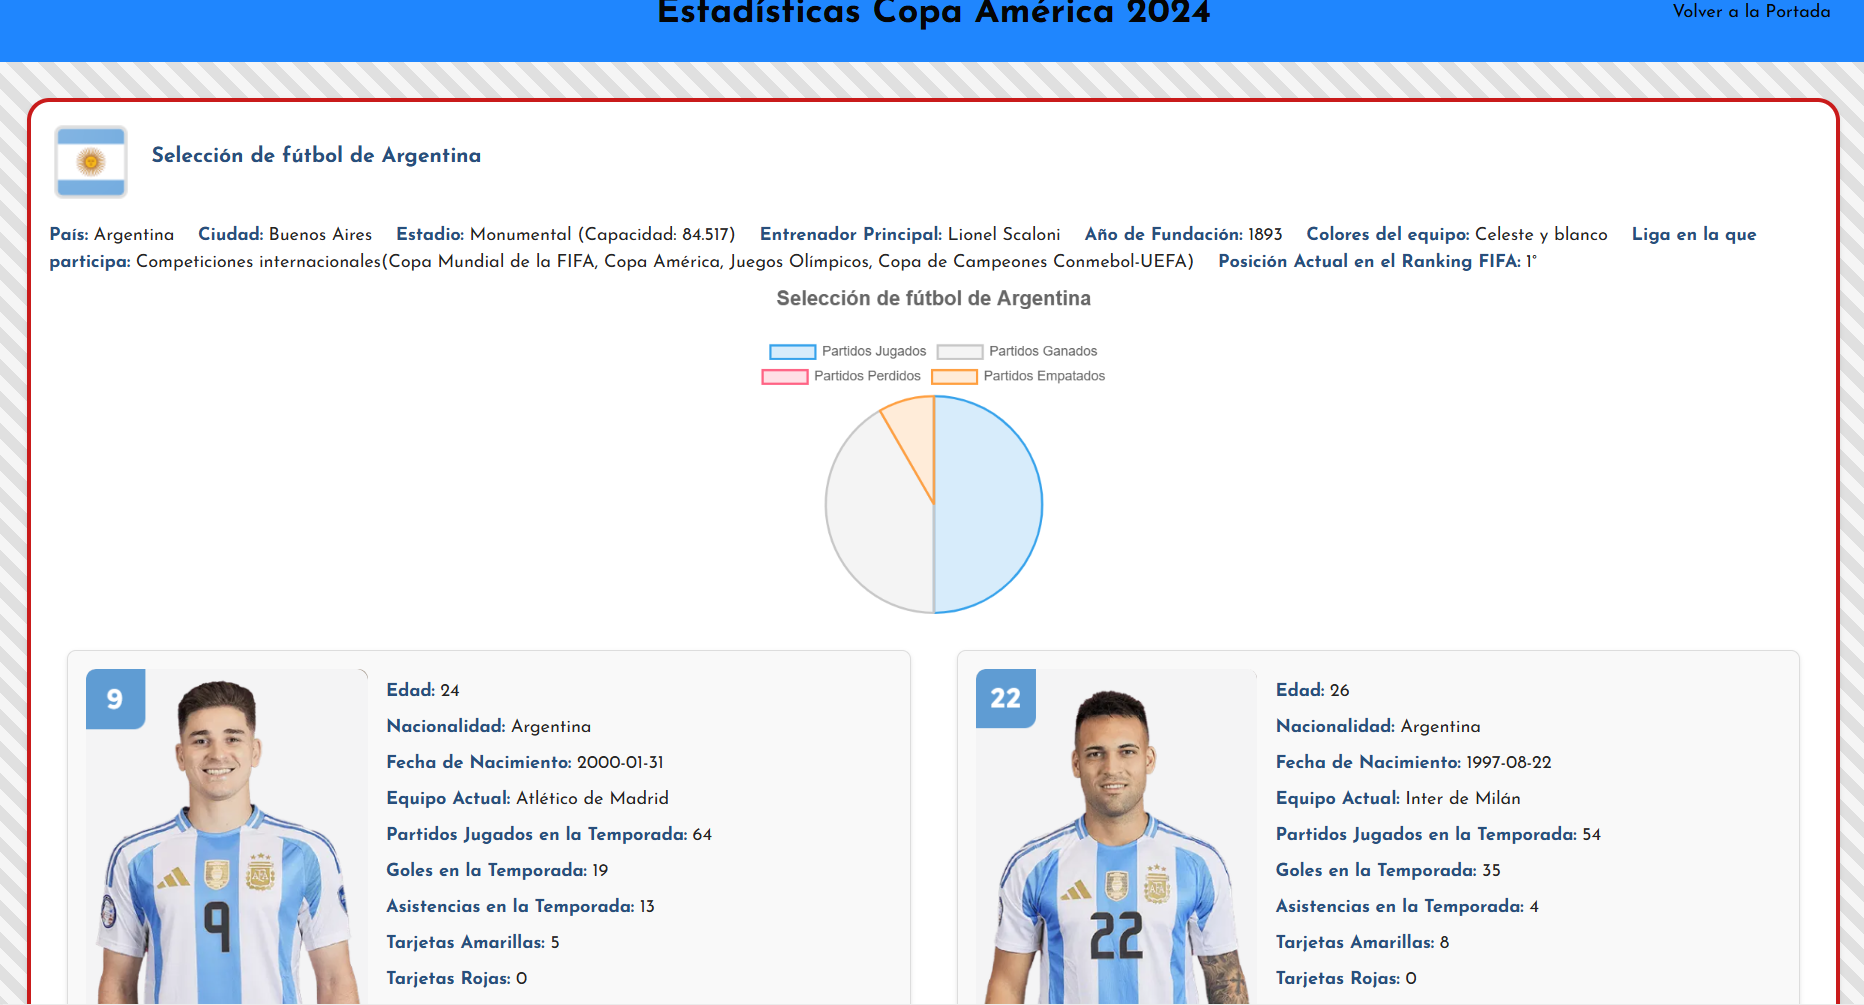 Estadísticas Copa América 2024
Volver a la Portada
Selección de fútbol de Argentina
País: Argentina Ciudad: Buenos Aires Estadio: Monumental (Capacidad: 84.517) Entrenador Principal: Lionel Scaloni Año de Fundación: 1893 Colores del equipo: Celeste y blanco Liga en la que
participa: Competiciones internacionales(Copa Mundial de la FIFA, Copa América, Juegos Olímpicos, Copa de Campeones Conmebol-UEFA) Posición Actual en el Ranking FIFA: 1°
Selección de fútbol de Argentina
Partidos Jugados Partidos Ganados
Partidos Perdidos Partidos Empatados
9
Edad: 24
Nacionalidad: Argentina
Fecha de Nacimiento: 2000-01-31
Equipo Actual: Atlético de Madrid
Partidos Jugados en la Temporada: 64
Goles en la Temporada: 19
Asistencias en la Temporada: 13
Tarjetas Amarillas: 5
Tarjetas Rojas: 0
AFA
9
22
Edad: 26
Nacionalidad: Argentina
Fecha de Nacimiento: 1997-08-22
Equipo Actual: Inter de Milán
Partidos Jugados en la Temporada: 54
Goles en la Temporada: 35
Asistencias en la Temporada: 4
Tarjetas Amarillas: 8
Tarjetas Rojas: 0
AFA
22